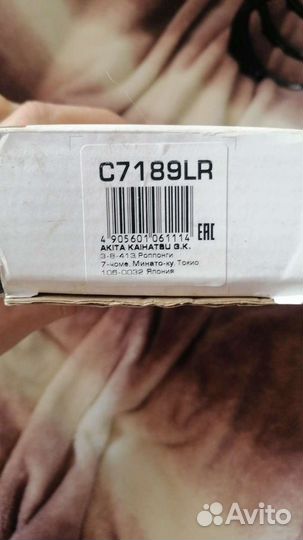 C7189LR
4 905601 061114
EAC
AKITA KAIHATSU G.K.
3-8-413 Роппонги
7-чоме, Минато-ку, Токио
106-0032 Япония
Avito